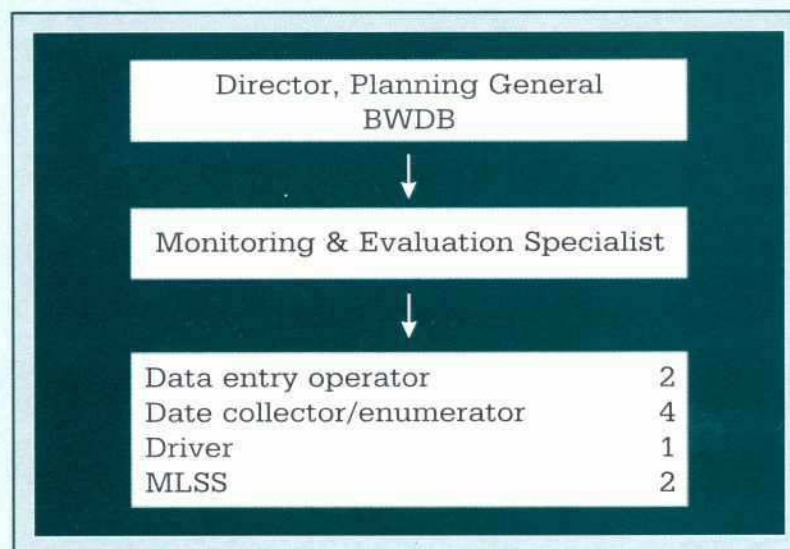 Director, Planning General
BWDB
Monitoring & Evaluation Specialist
Data entry operator 2
Date collector/enumerator 4
Driver 1
MLSS 2